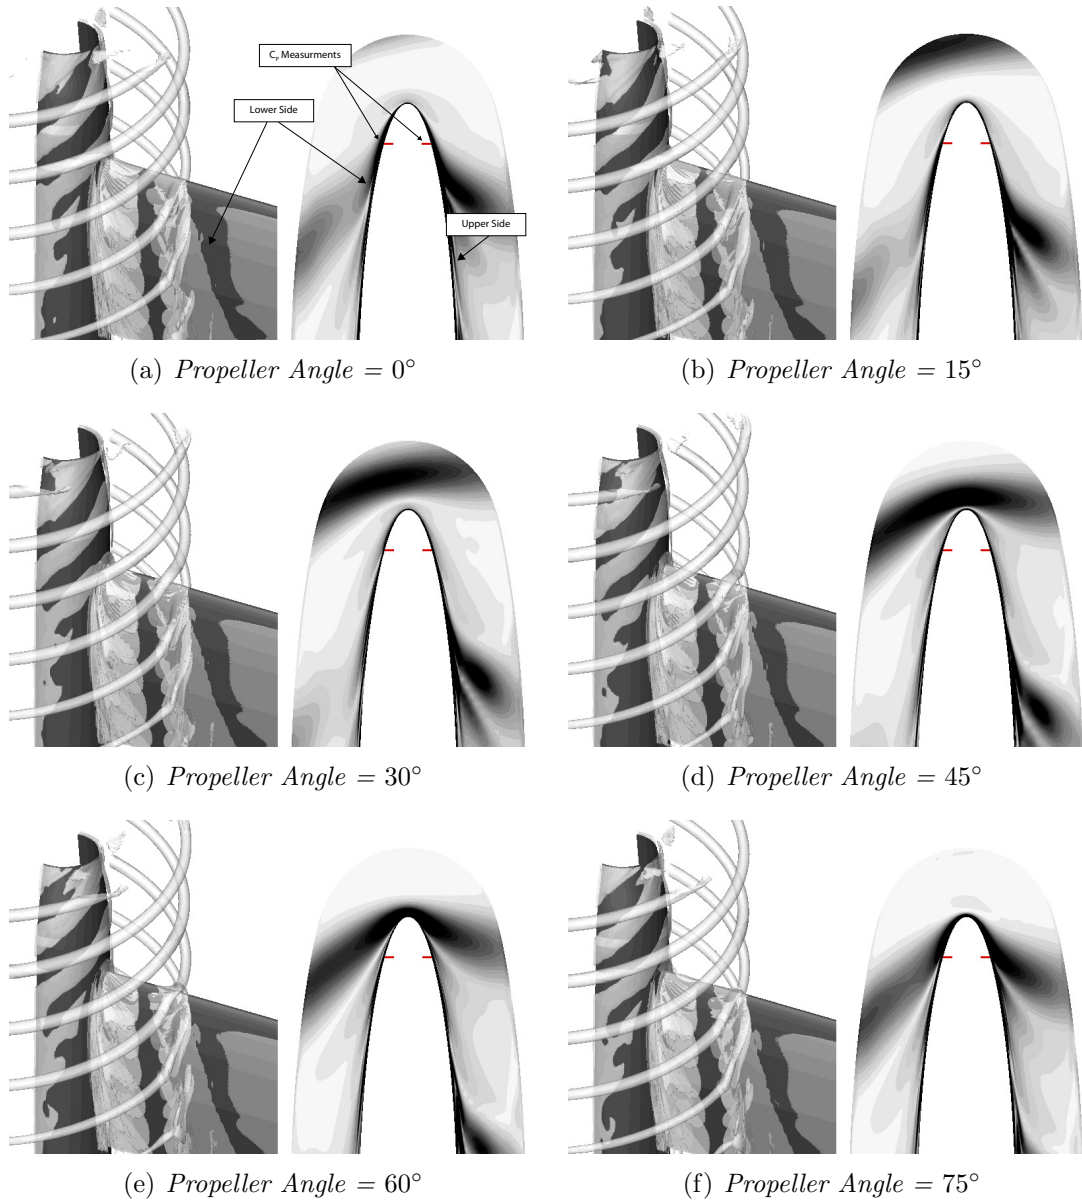 Cₚ Measurments
Lower Side
Upper Side
(a) Propeller Angle = 0°
(b) Propeller Angle = 15°
(c) Propeller Angle = 30°
(d) Propeller Angle = 45°
(e) Propeller Angle = 60°
(f) Propeller Angle = 75°